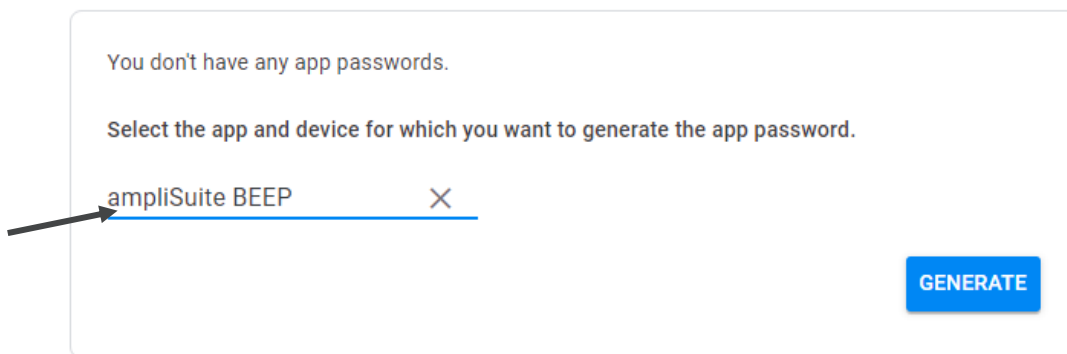 You don't have any app passwords.
Select the app and device for which you want to generate the app password.
ampliSuite BEEP
GENERATE